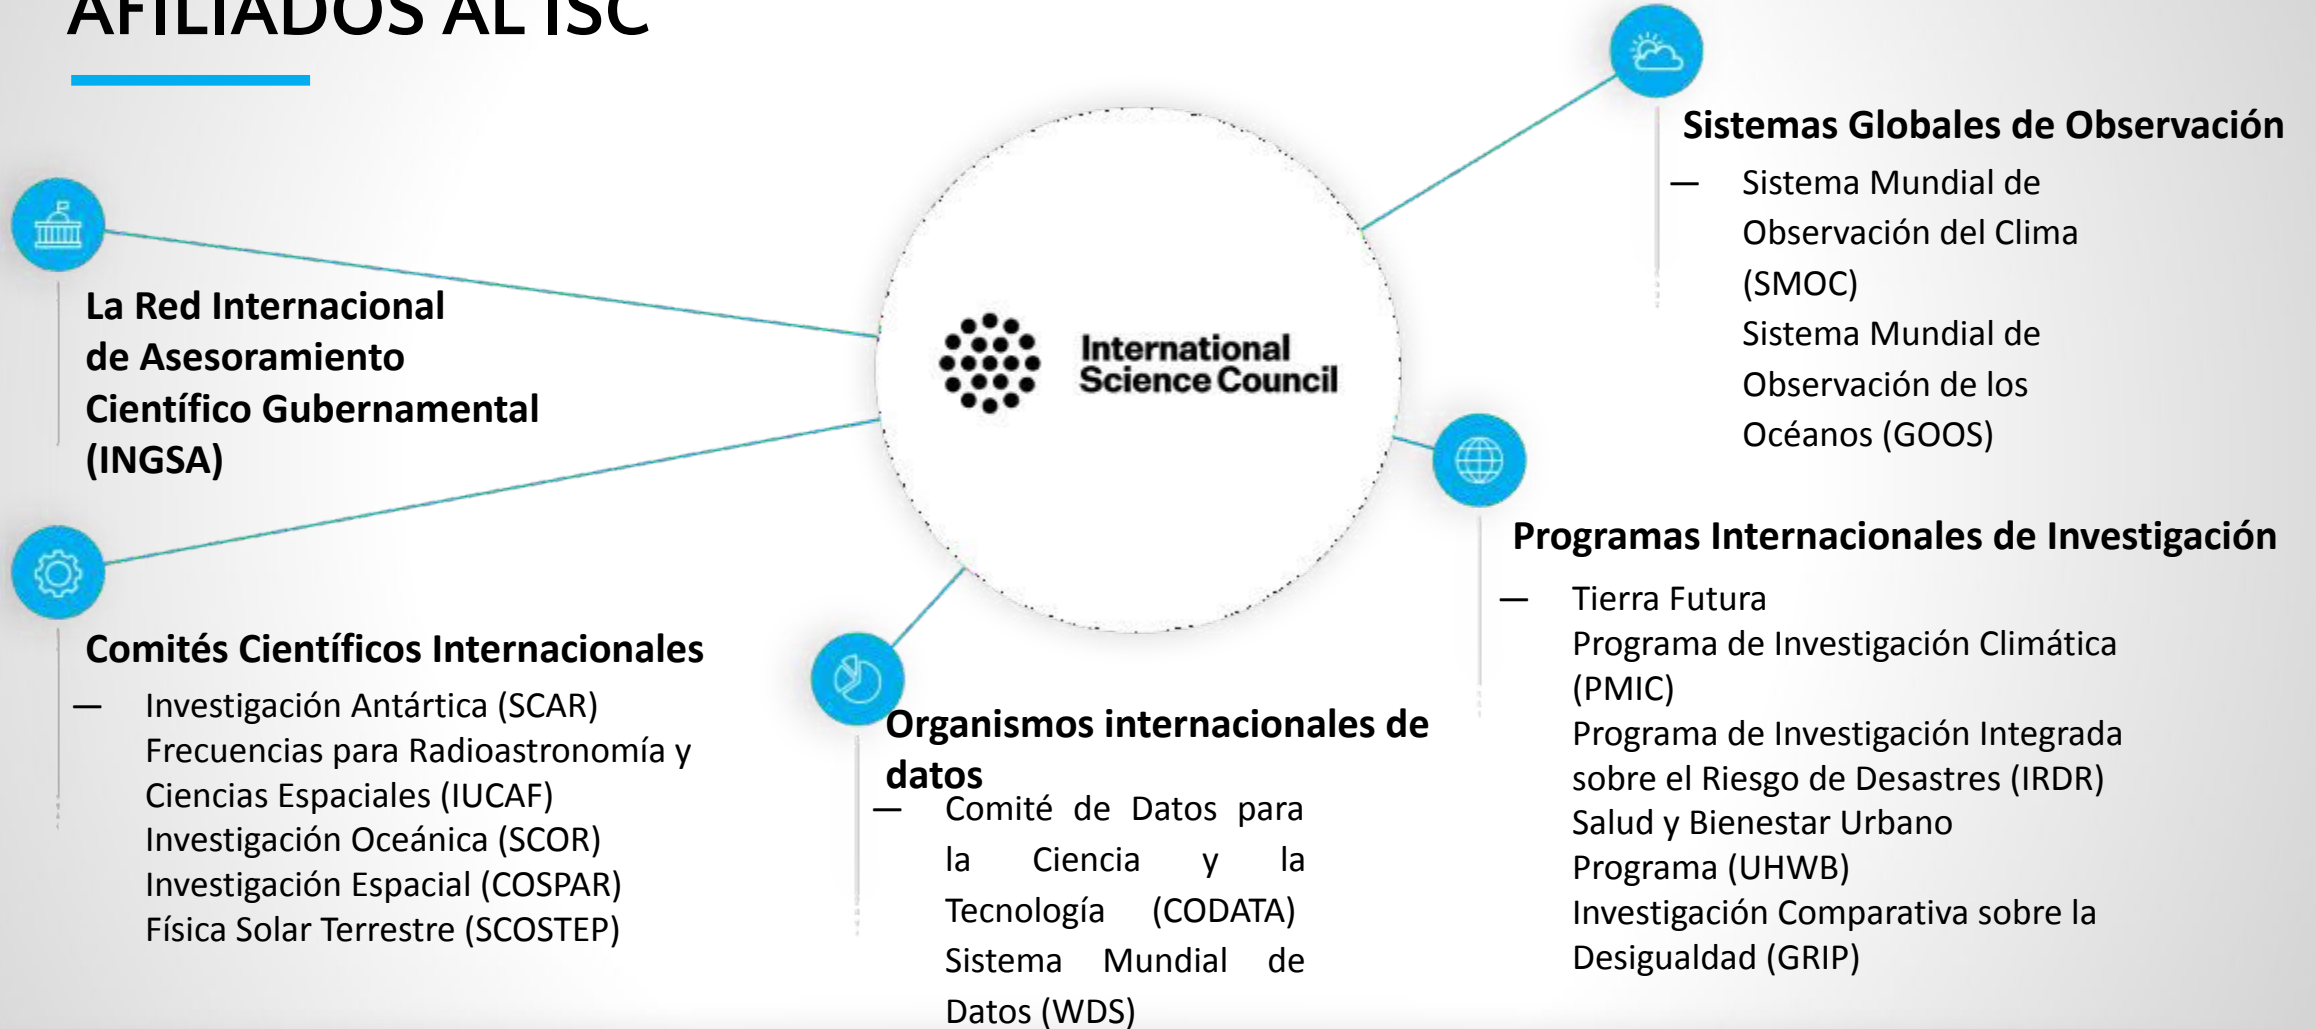 AFILIADOS AL ISC
La Red Internacional
de Asesoramiento
Científico Gubernamental
(INGSA)
Comités Científicos Internacionales
— Investigación Antártica (SCAR)
Frecuencias para Radioastronomía y
Ciencias Espaciales (IUCAF)
Investigación Oceánica (SCOR)
Investigación Espacial (COSPAR)
Física Solar Terrestre (SCOSTEP)
International
Science Council
Organismos internacionales de
datos
— Comité de Datos para
la Ciencia y la
Tecnología (CODATA)
Sistema Mundial de
Datos (WDS)
Sistemas Globales de Observación
— Sistema Mundial de
Observación del Clima
(SMOC)
Sistema Mundial de
Observación de los
Océanos (GOOS)
Programas Internacionales de Investigación
— Tierra Futura
Programa de Investigación Climática
(PMIC)
Programa de Investigación Integrada
sobre el Riesgo de Desastres (IRDR)
Salud y Bienestar Urbano
Programa (UHWB)
Investigación Comparativa sobre la
Desigualdad (GRIP)